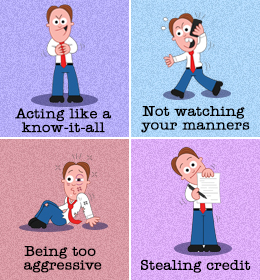 Acting like a
know-it-all
Not watching
your manners
Being too
aggressive
Stealing credit